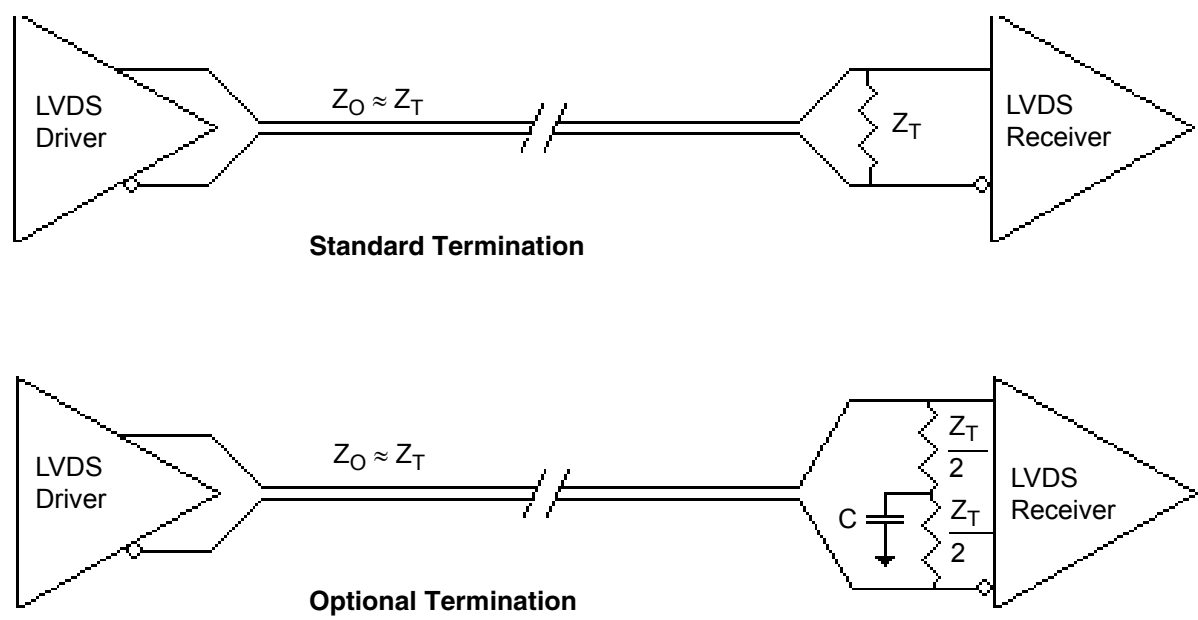 LVDS
Driver
Z_O ≈ Z_T
Z_T
LVDS
Receiver
Standard Termination
LVDS
Driver
Z_O ≈ Z_T
Z_T
2
C
Z_T
2
LVDS
Receiver
Optional Termination